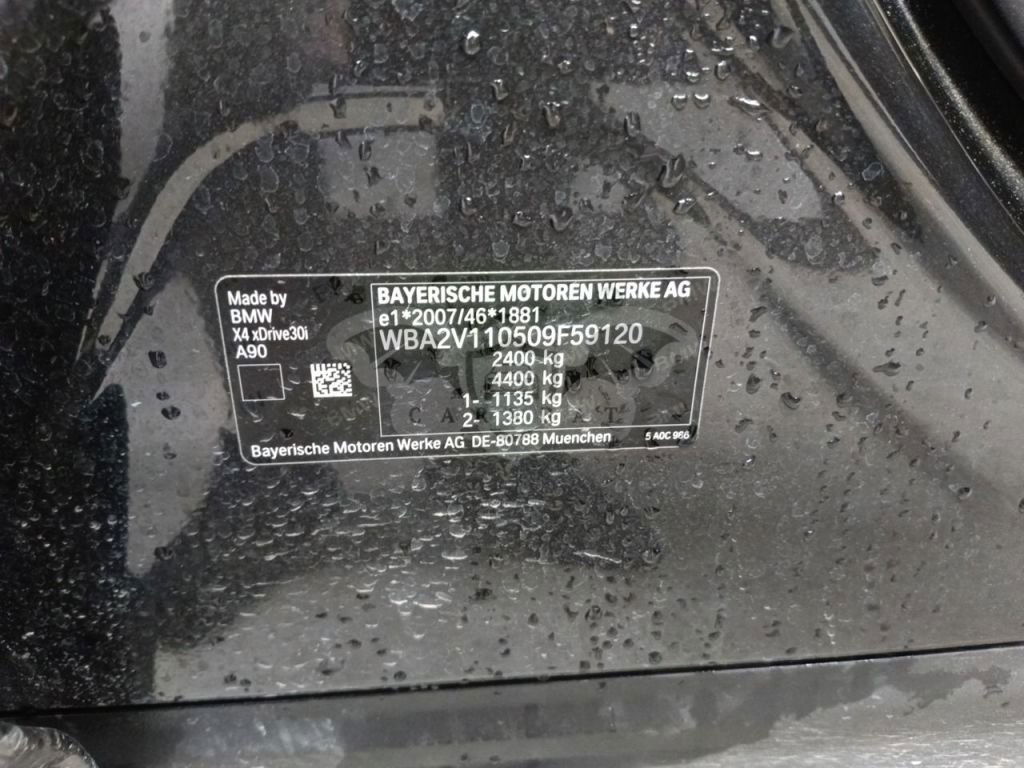 Made by
BMW
X4 xDrive30i
A90
BAYERISCHE MOTOREN WERKE AG
e1*2007/46*1881
WBA2V110509F59120
2400 kg
4400 kg
1- 1135 kg
2- 1380 kg
Bayerische Motoren Werke AG DE-80788 Muenchen
5 A0C 966